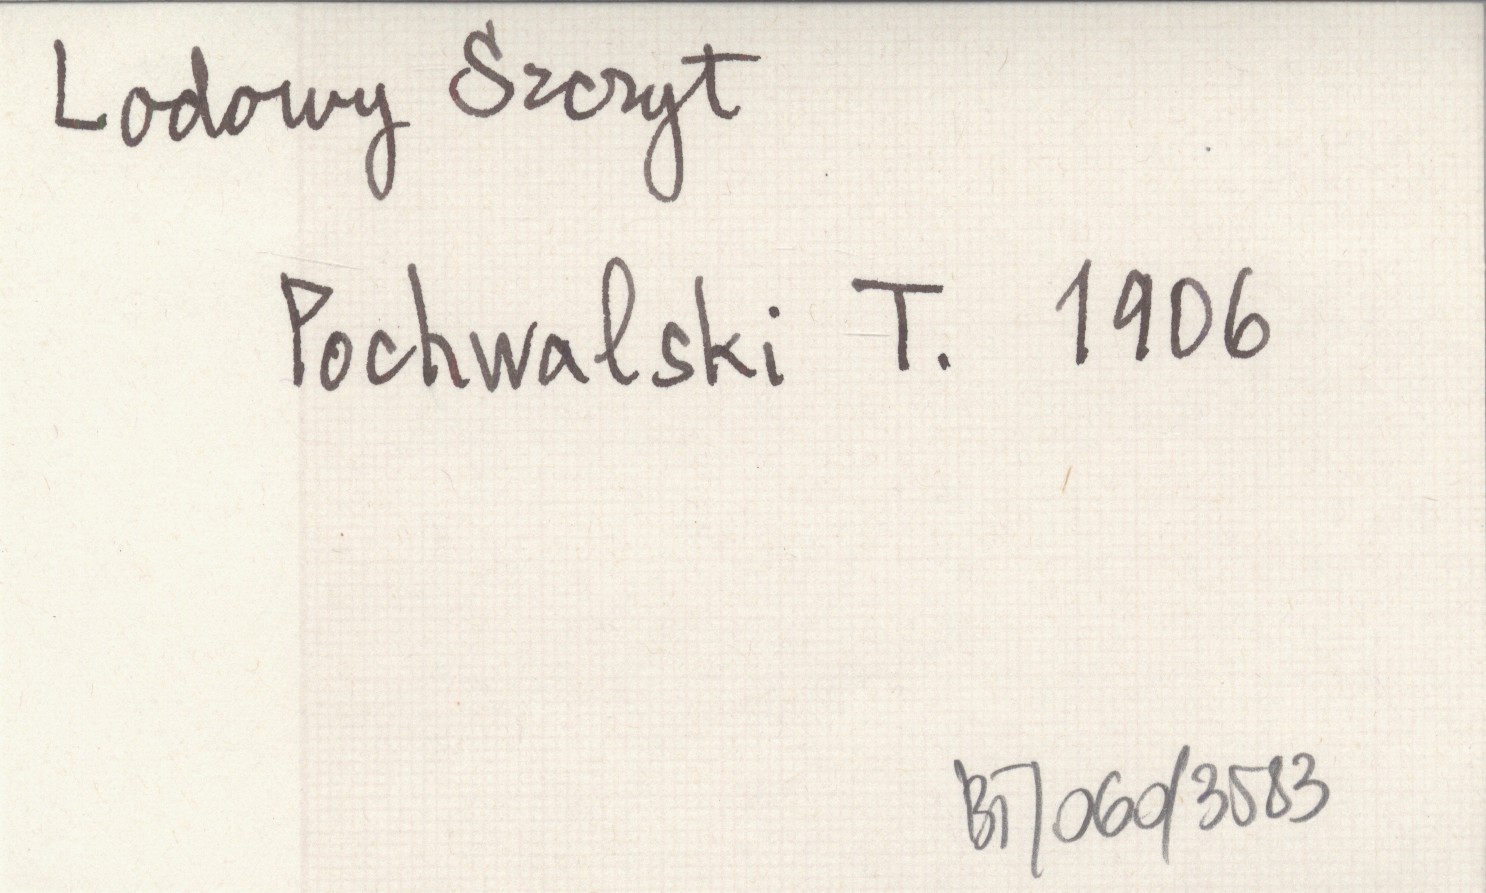 Lodowy Szczyt
Pochwalski T. 1906
BT/060/3583